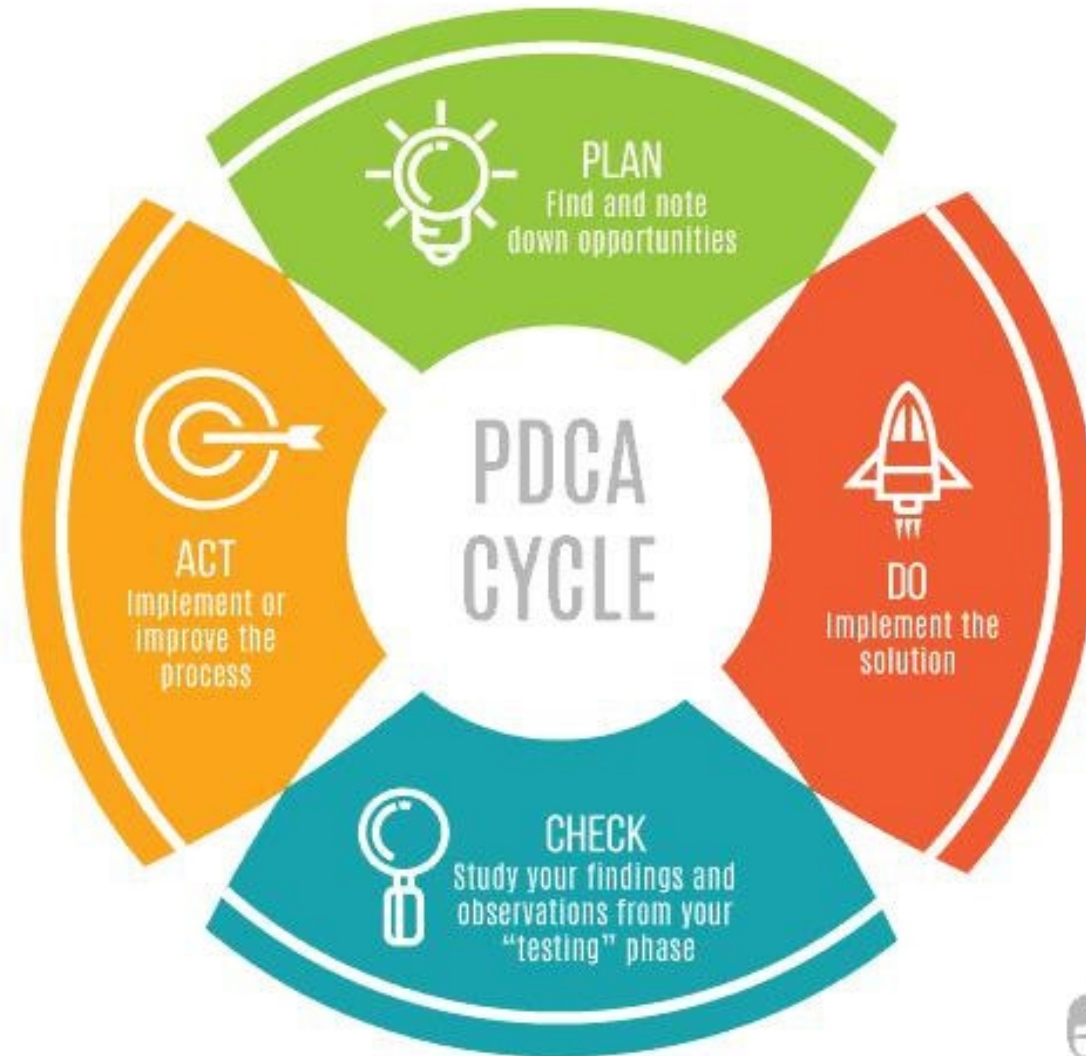 PLAN
Find and note
down opportunities
DO
Implement the
solution
CHECK
Study your findings and
observations from your
“testing” phase
ACT
Implement or
improve the
process
PDCA
CYCLE